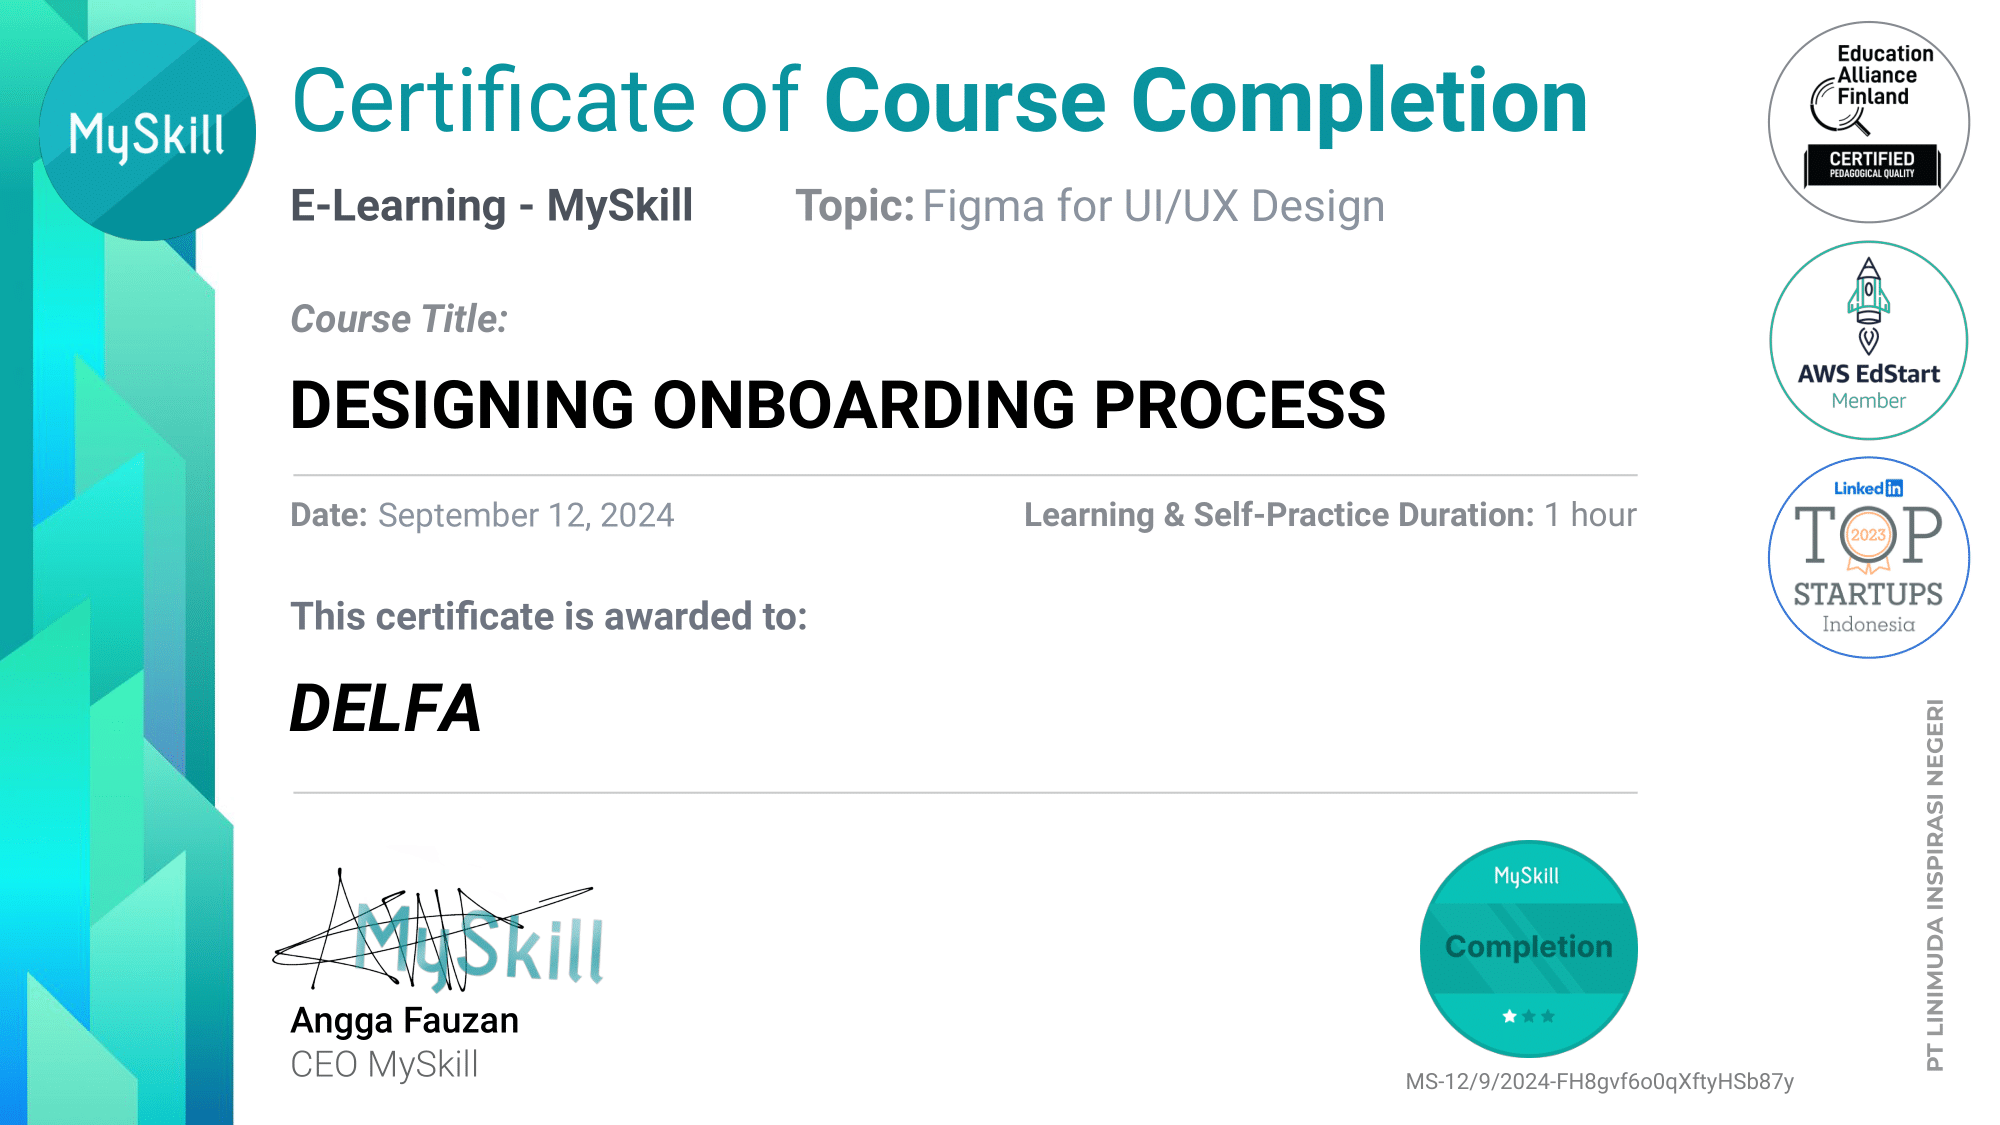 MySkill
Certificate of Course Completion
E-Learning - MySkill
Topic: Figma for UI/UX Design
Course Title:
DESIGNING ONBOARDING PROCESS
Date: September 12, 2024
Learning & Self-Practice Duration: 1 hour
This certificate is awarded to:
DELFA
MySkill
Angga Fauzan
CEO MySkill
MySkill
Completion
MS-12/9/2024-FH8gvf6o0qXftyHSb87y
Education
Alliance
Finland
CERTIFIED
PEDAGOGICAL QUALITY
AWS EdStart
Member
Linked in
TOP
2023
STARTUPS
Indonesia
PT LINIMUDA INSPIRASI NEGERI